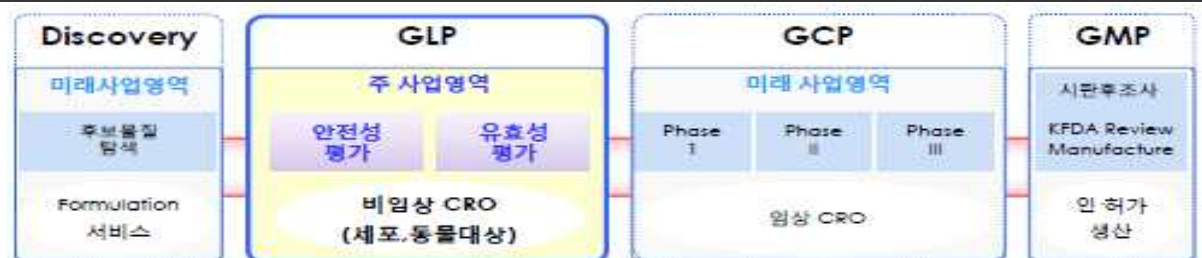 Discovery
미래사업영역
후보물질
탐색
Formulation
서비스
GLP
주 사업영역
안전성
평가
유효성
평가
비임상 CRO
(세포,동물대상)
GCP
미래 사업영역
Phase
I
Phase
II
Phase
III
임상 CRO
GMP
시판후조사
KFDA Review
Manufacture
인·허가
생산